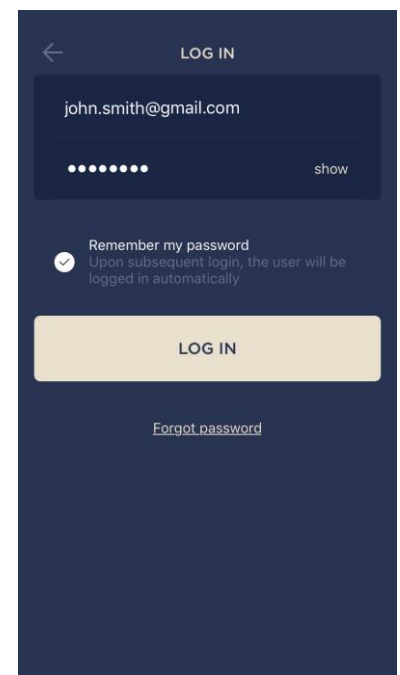 LOG IN
john.smith@gmail.com
•••••••• show
Remember my password
Upon subsequent login, the user will be
logged in automatically
LOG IN
Forgot password